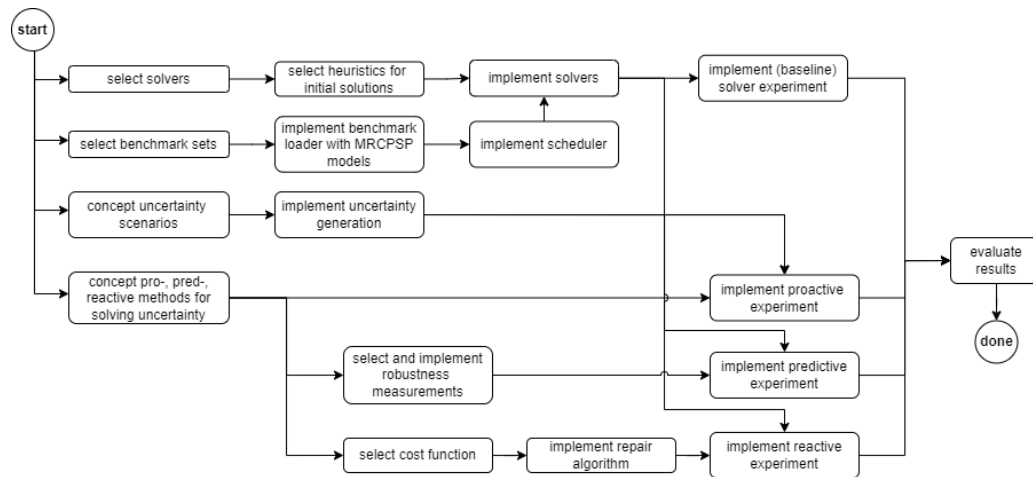 start
select solvers
select heuristics for
initial solutions
implement solvers
implement (baseline)
solver experiment
select benchmark sets
implement benchmark
loader with MRCPSP
models
implement scheduler
concept uncertainty
scenarios
implement uncertainty
generation
concept pro-, pred-,
reactive methods for
solving uncertainty
implement proactive
experiment
evaluate
results
done
select and implement
robustness
measurements
implement predictive
experiment
select cost function
implement repair
algorithm
implement reactive
experiment